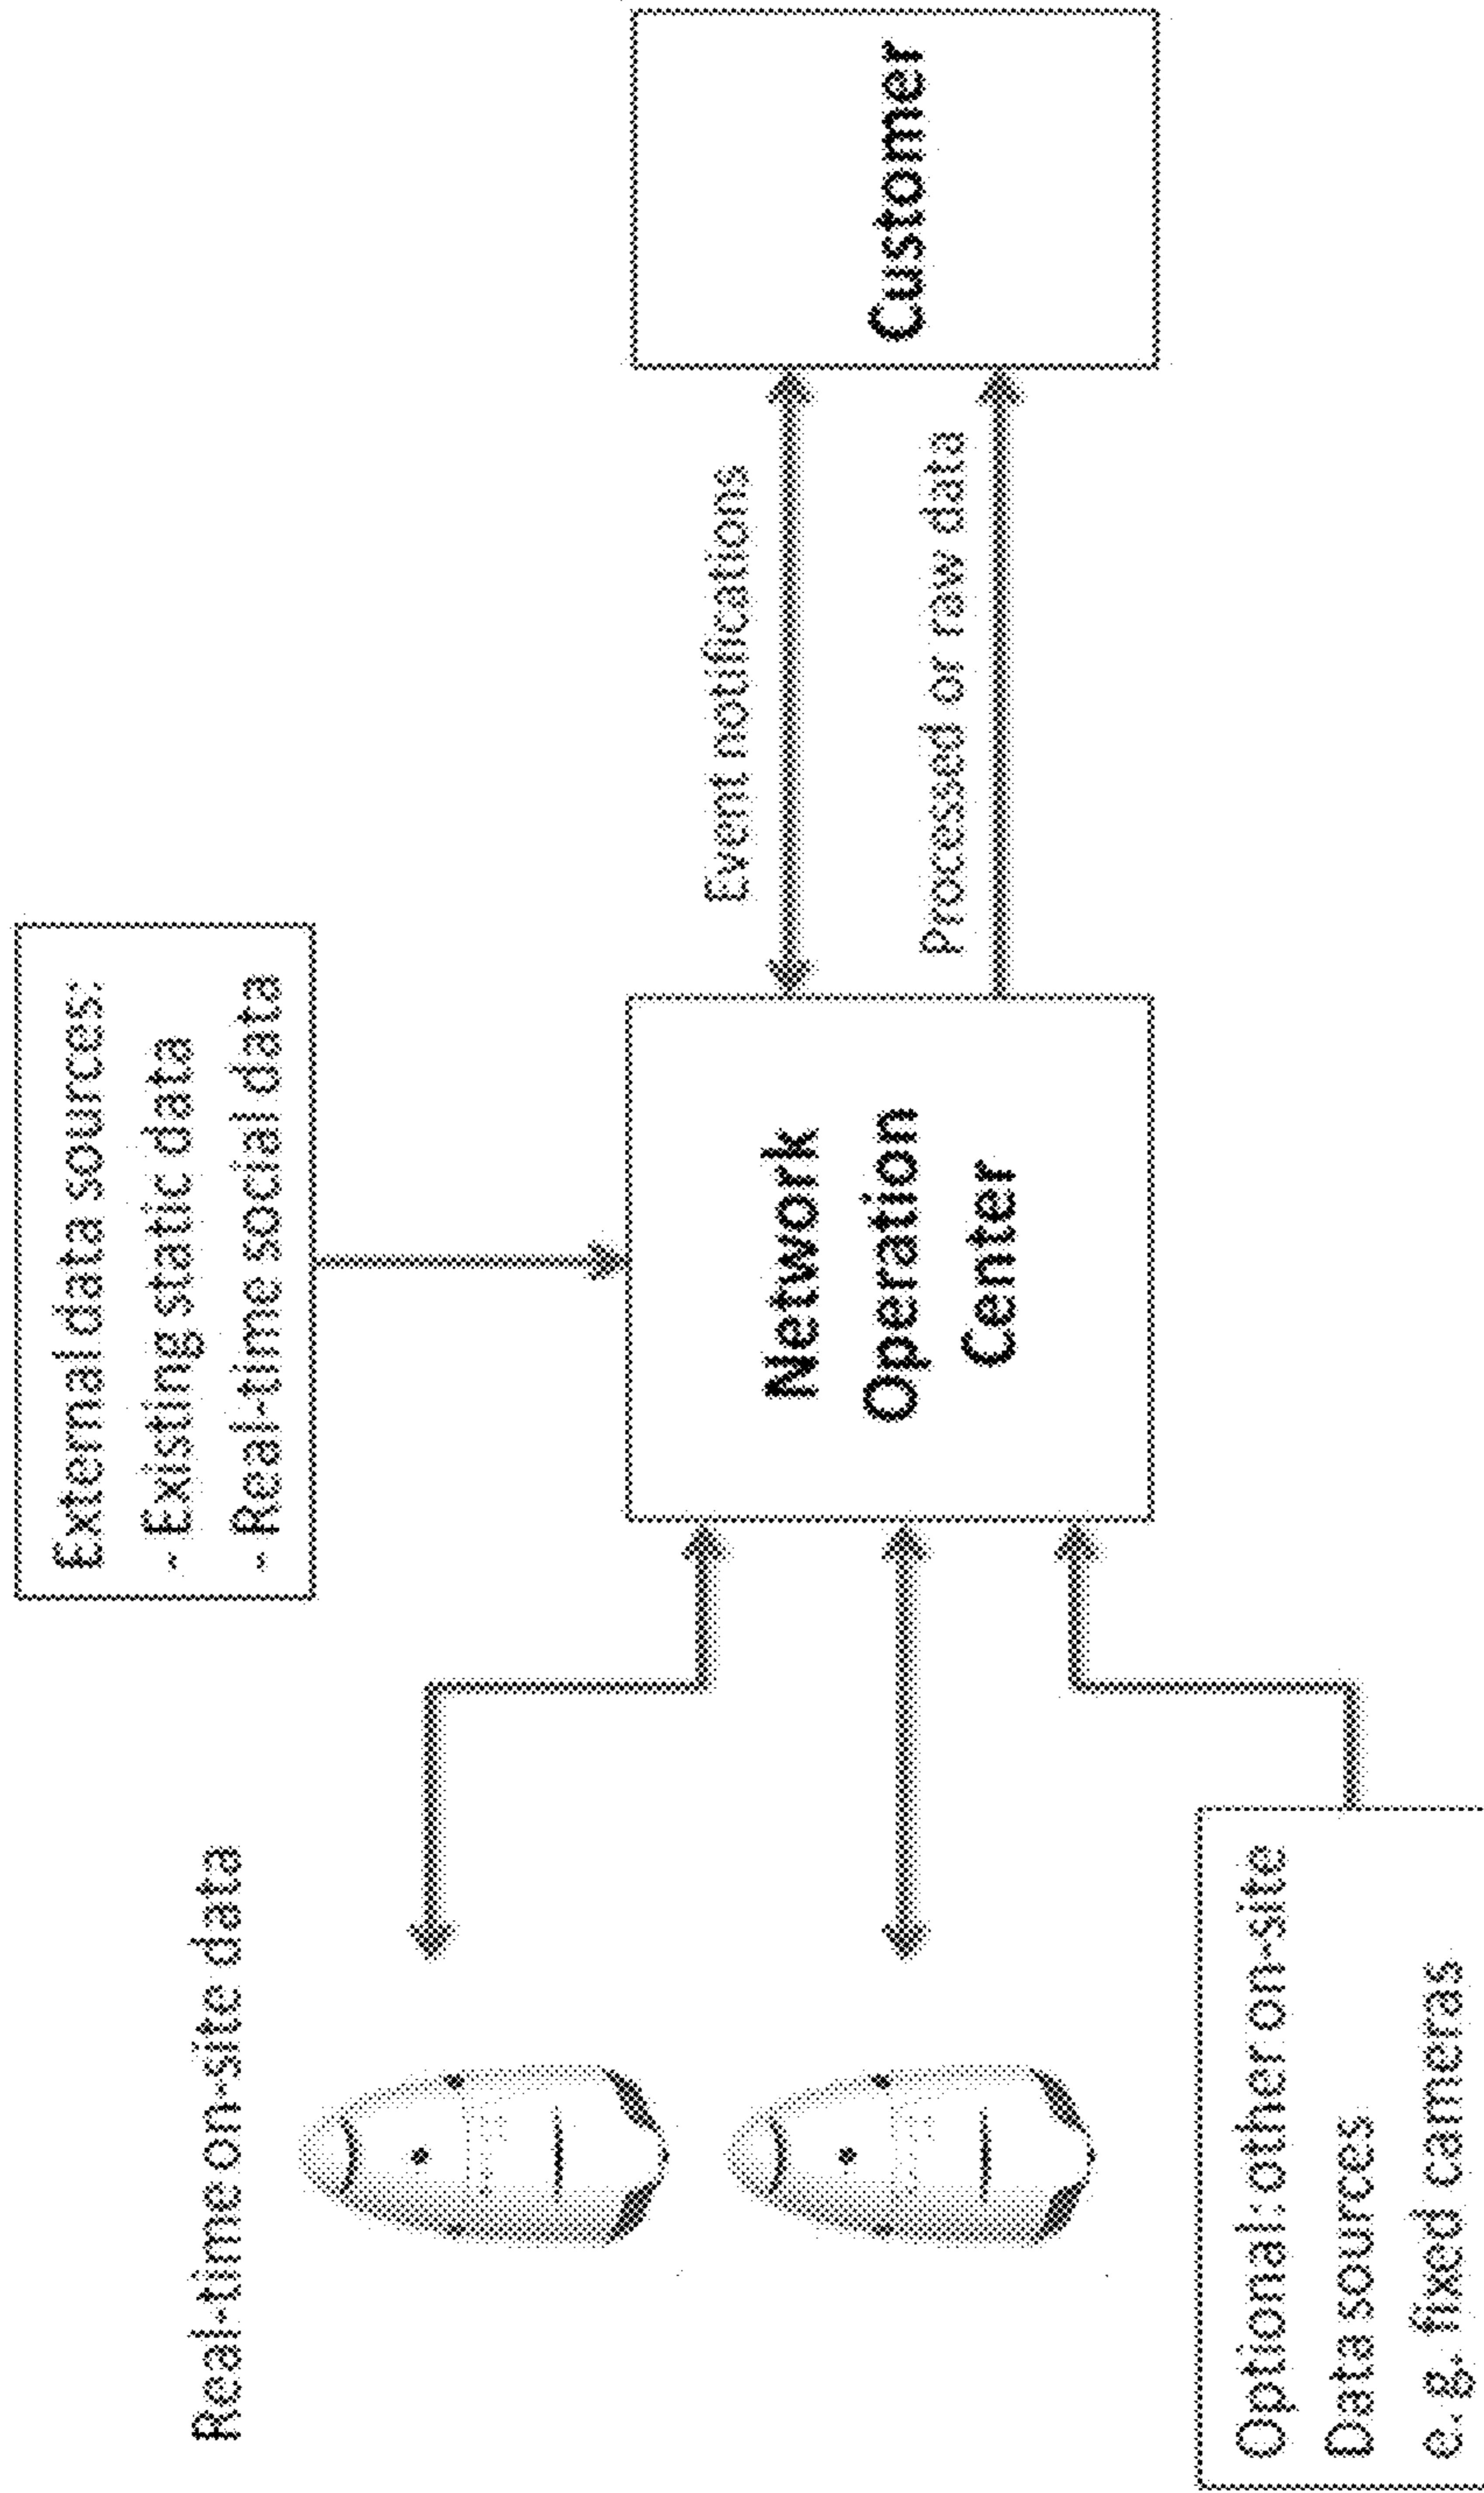 External data sources:
- Existing static data
- Real-time social data
Real-time on-site data
Network
Operation
Center
Event notifications
Processed or raw data
Customer
Optional: other on-site
Data sources
e.g. fixed cameras